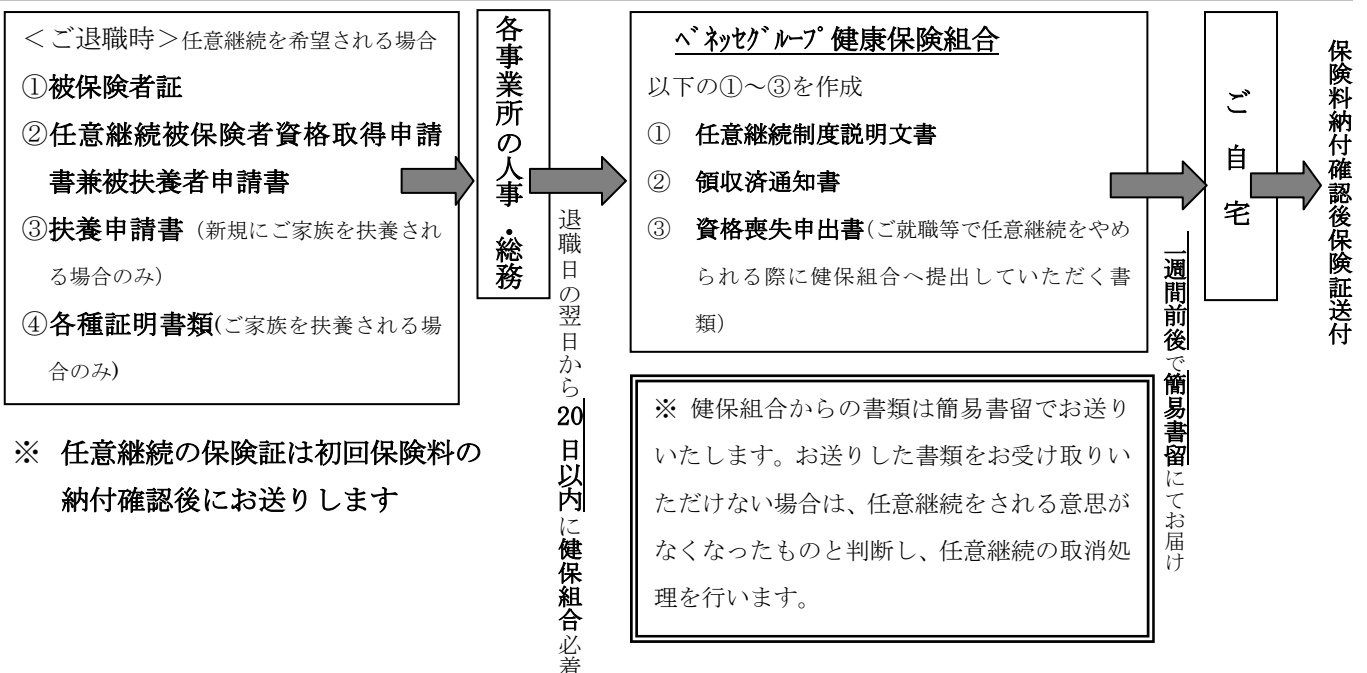 ＜ご退職時＞任意継続を希望される場合
①被保険者証
②任意継続被保険者資格取得申請
書兼被扶養者申請書
③扶養申請書（新規にご家族を扶養され
る場合のみ）
④各種証明書類(ご家族を扶養される場
合のみ)
※ 任意継続の保険証は初回保険料の
納付確認後にお送りします
各事業所の人事・総務
退職日の翌日から20日以内に健保組合必着
ﾍﾞﾈｯｾｸﾞﾙｰﾌﾟ健康保険組合
以下の①～③を作成
① 任意継続制度説明文書
② 領収済通知書
③ 資格喪失申出書(ご就職等で任意継続をや
められる際に健保組合へ提出していただく書
類）
※ 健保組合からの書類は簡易書留でお送り
いたします。お送りした書類をお受け取りい
ただけない場合は、任意継続をされる意思が
なくなったものと判断し、任意継続の取消処
理を行います。
一週間前後で簡易書留にてお届け
ご自宅
保険料納付確認後保険証送付